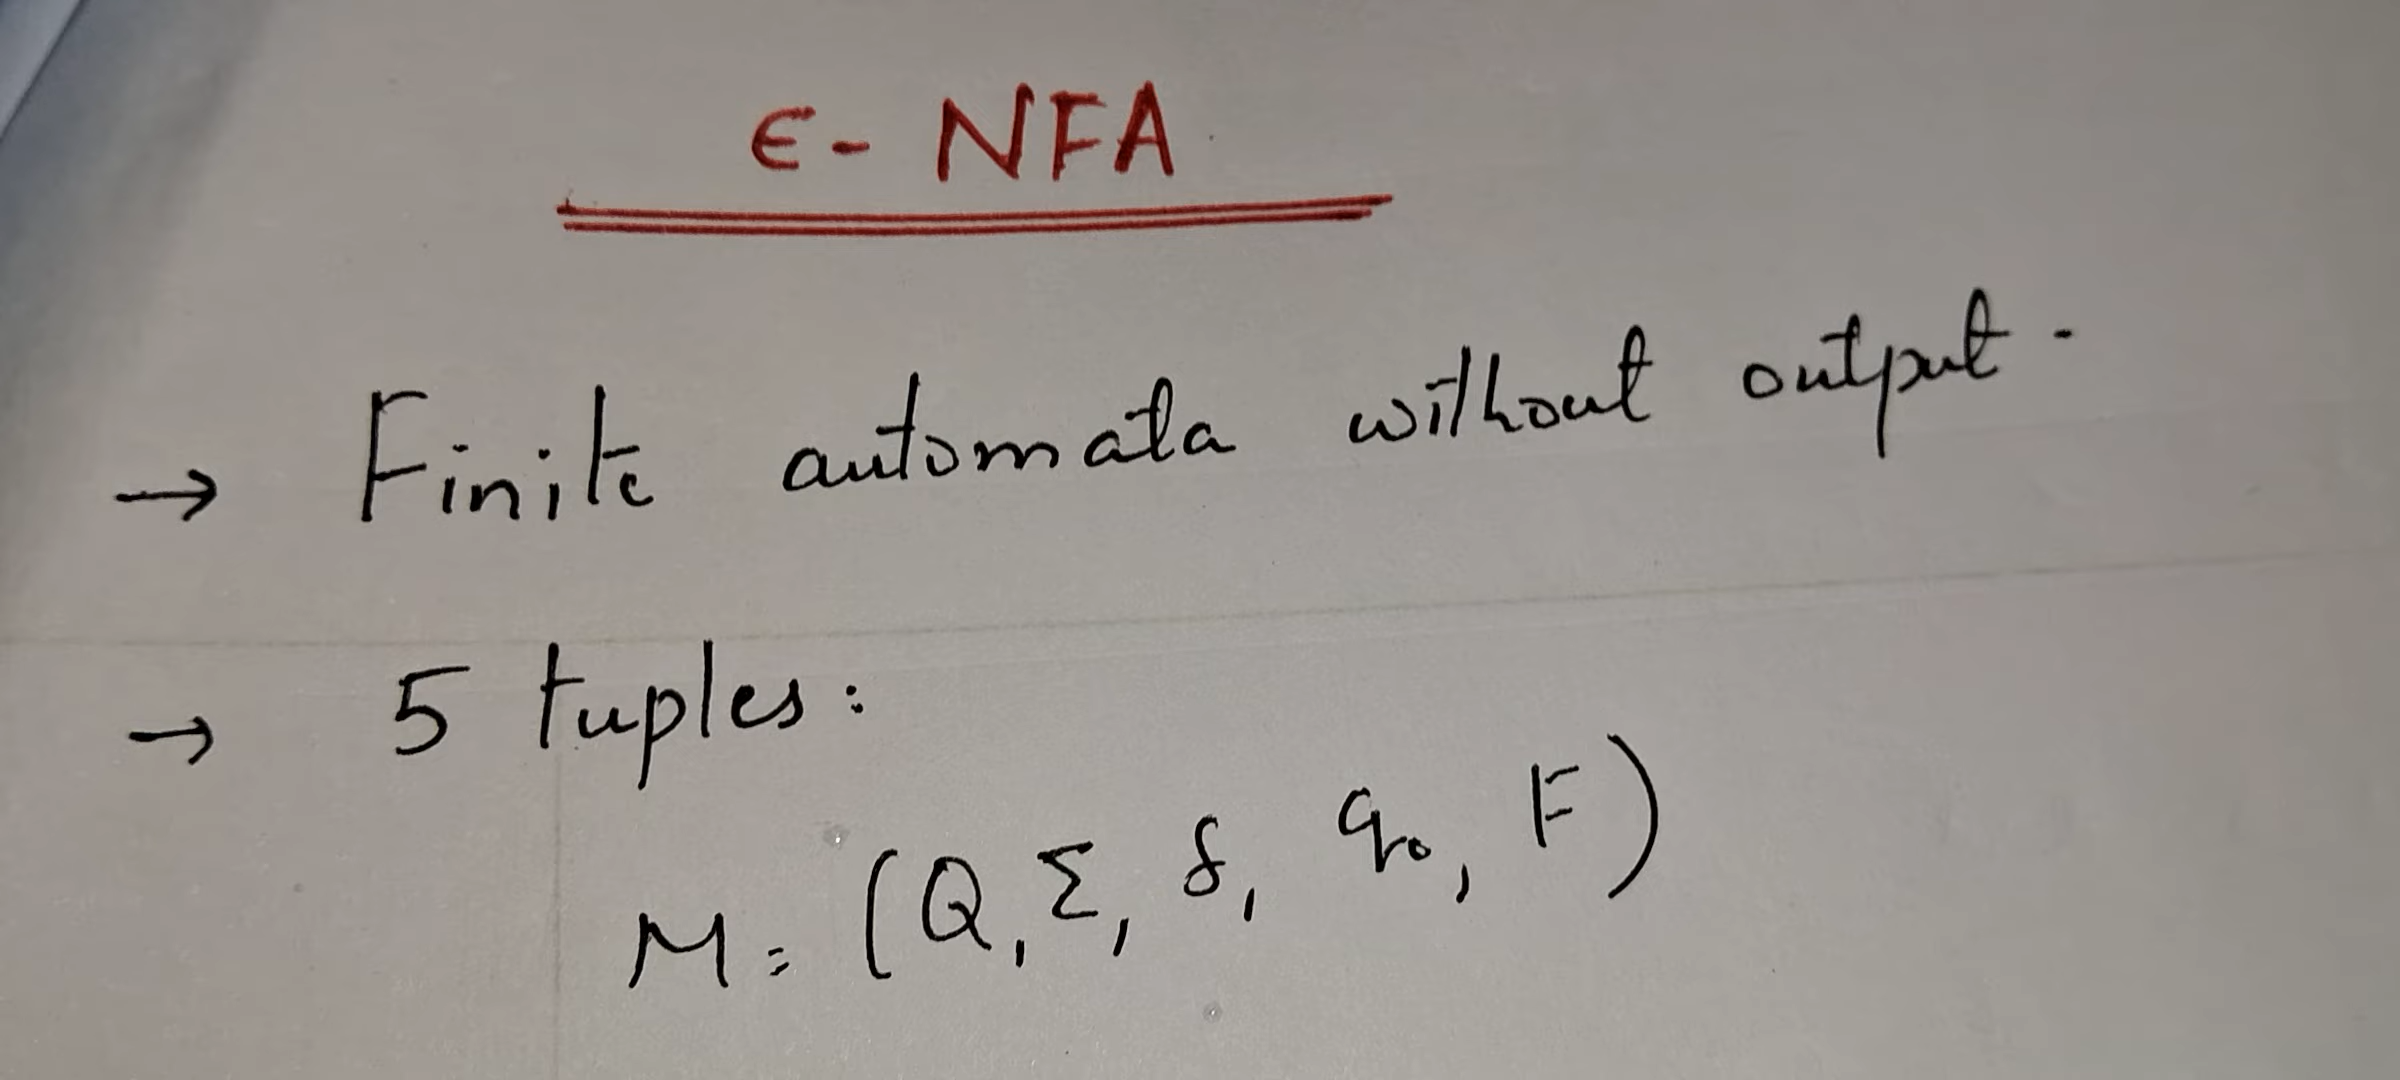 ε- NFA
→ Finite automata without output.
→ 5 tuples:
M = (Q, Σ, δ, q₀, F)